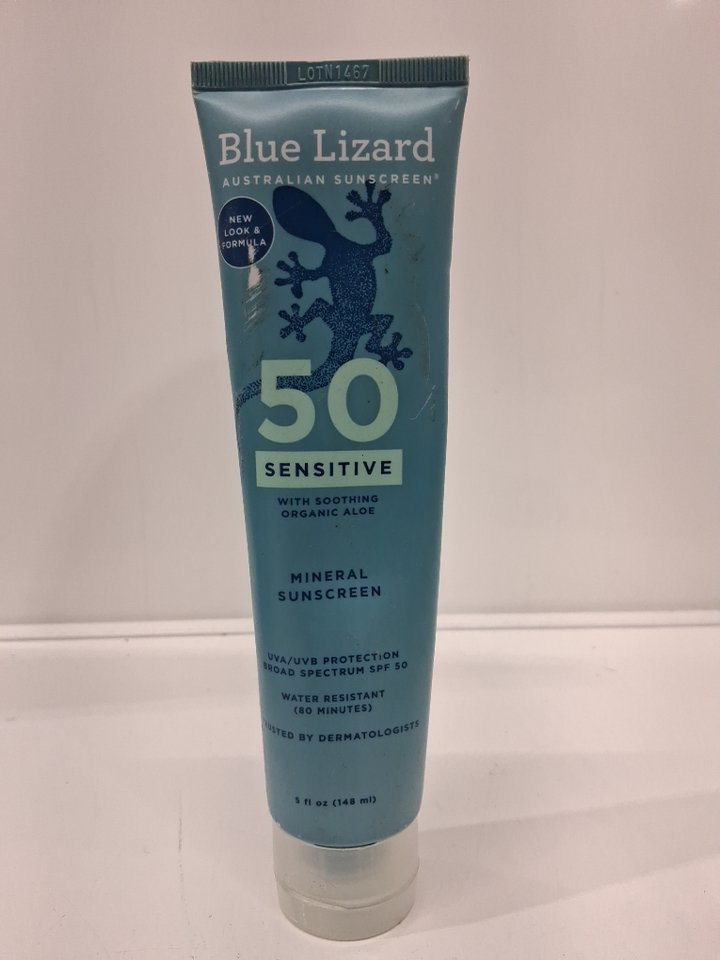 LOTN1467
Blue Lizard
AUSTRALIAN SUNSCREEN®
NEW
LOOK &
FORMULA
50
SENSITIVE
WITH SOOTHING
ORGANIC ALOE
MINERAL
SUNSCREEN
UVA/UVB PROTECTION
BROAD SPECTRUM SPF 50
WATER RESISTANT
(80 MINUTES)
TRUSTED BY DERMATOLOGISTS
5 fl oz (148 ml)